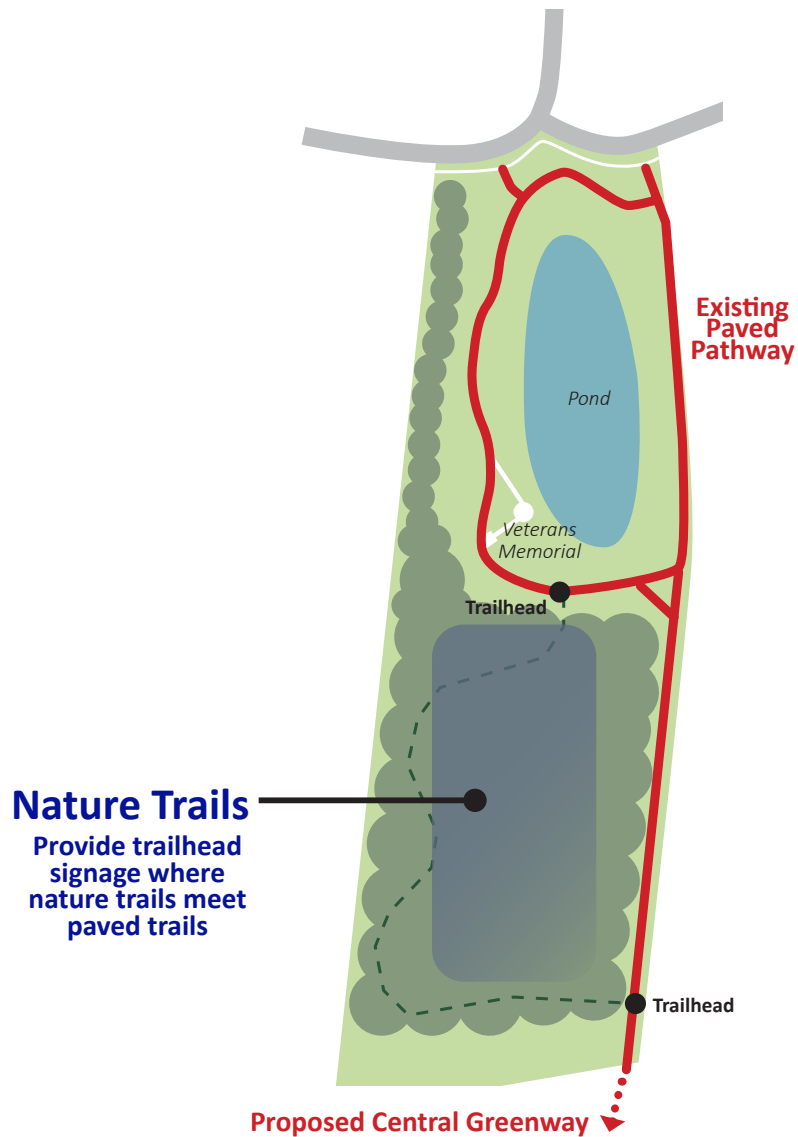 Existing
Paved
Pathway
Pond
Veterans
Memorial
Trailhead
Nature Trails
Provide trailhead
signage where
nature trails meet
paved trails
Trailhead
Proposed Central Greenway